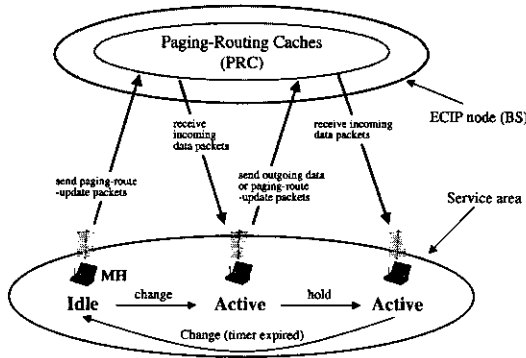 Paging-Routing Caches
(PRC)
ECIP node (BS)
receive
incoming
data packets
receive incoming
data packets
send paging-route
-update packets
send outgoing data
or paging-route
-update packets
Service area
MH
Idle
change
Active
hold
Active
Change (timer expired)